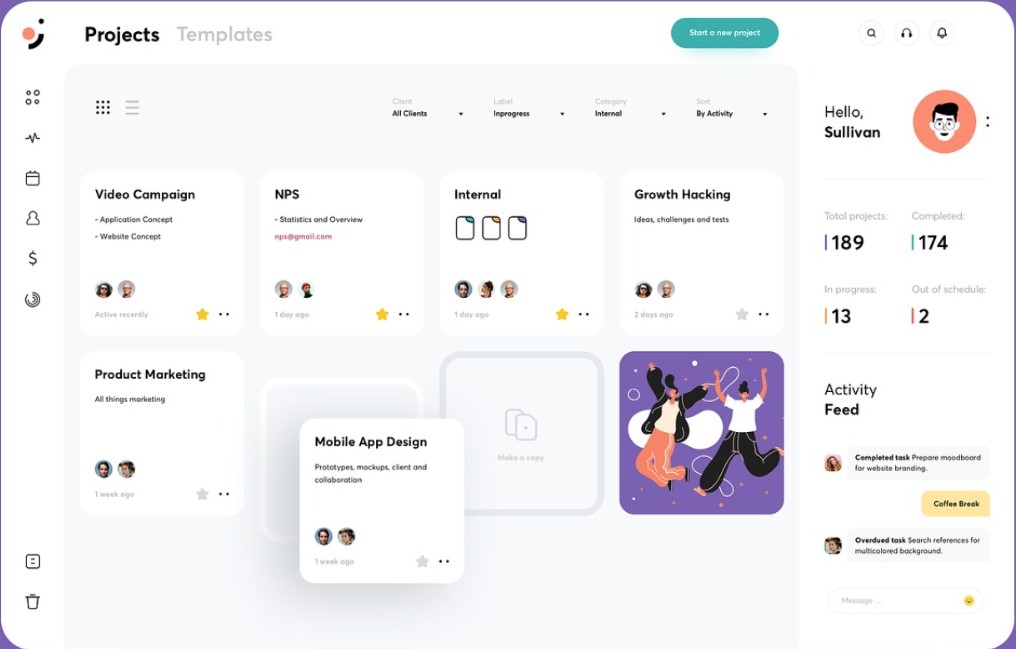 Projects Templates
Start a new project
Client
All Clients
Label
Inprogress
Category
Internal
Sort
By Activity
Video Campaign
- Application Concept
- Website Concept
Active recently
NPS
- Statistics and Overview
nps@gmail.com
1 day ago
Internal
1 day ago
Growth Hacking
Ideas, challenges and tests
2 days ago
Product Marketing
All things marketing
1 week ago
Mobile App Design
Prototypes, mockups, client and
collaboration
1 week ago
Make a copy
Hello,
Sullivan
Total projects:
189
Completed:
174
In progress:
13
Out of schedule:
2
Activity
Feed
Completed task Prepare moodboard
for website branding.
Coffee Break
Overdued task Search references for
multicolored background.
Message ...